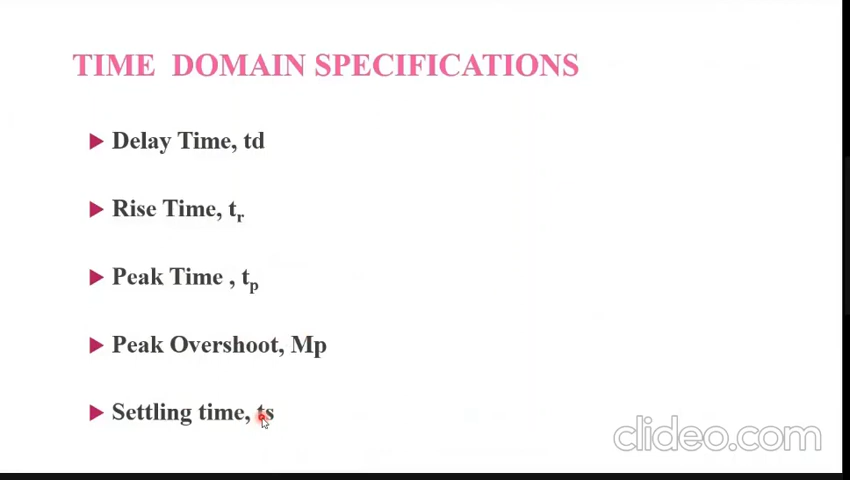 TIME DOMAIN SPECIFICATIONS
Delay Time, td
Rise Time, tr
Peak Time , tp
Peak Overshoot, Mp
Settling time, ts
clideo.com